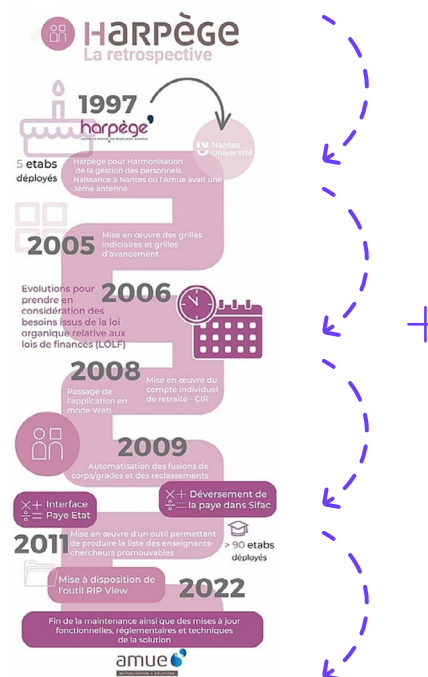 HARPÈGE
La retrospective
1997
harpège
Nantes
Université
5 etabs
déployés
Harpège pour Harmonisation
de la gestion des personnels
Naissance à Nantes où l'Amue avait une
3ème antenne
2005
Mise en œuvre des grilles
indiciaires et grilles
d'avancement
Evolutions pour
prendre en
considération des
besoins issus de la loi
organique relative aux
lois de finances (LOLF)
2006
2008
Passage de
l'application en
mode Web
Mise en œuvre du
compte individuel
de retraite - CIR
2009
Automatisation des fusions de
corps/grades et des reclassements
Interface
Paye Etat
Déversement de
la paye dans Sifac
2011
Mise en œuvre d'un outil permettant
de produire la liste des enseignants-
chercheurs promouvables
> 90 etabs
déployés
Mise à disposition de
l'outil RIP View
2022
Fin de la maintenance ainsi que des mises à jour
fonctionnelles, réglementaires et techniques
de la solution
amue
MUTUALISATION + SOLUTIONS